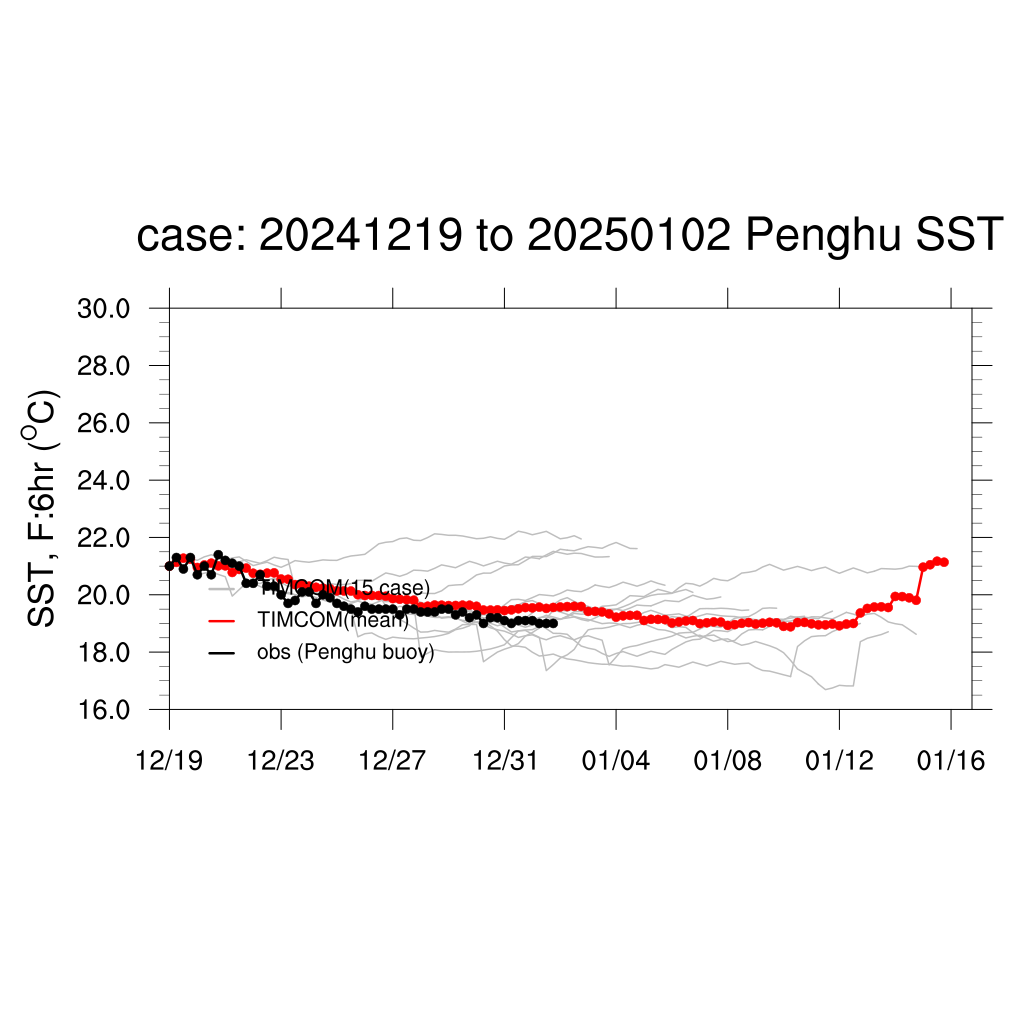 case: 20241219 to 20250102 Penghu SST
SST, F:6hr (°C)
30.0
28.0
26.0
24.0
22.0
20.0
18.0
16.0
TIMCOM(15 case)
TIMCOM(mean)
obs (Penghu buoy)
12/19 12/23 12/27 12/31 01/04 01/08 01/12 01/16